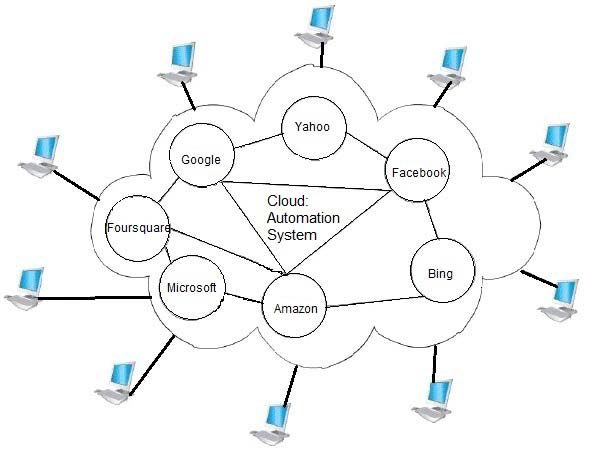 Yahoo
Google
Facebook
Cloud:
Automation
System
Foursquare
Bing
Microsoft
Amazon